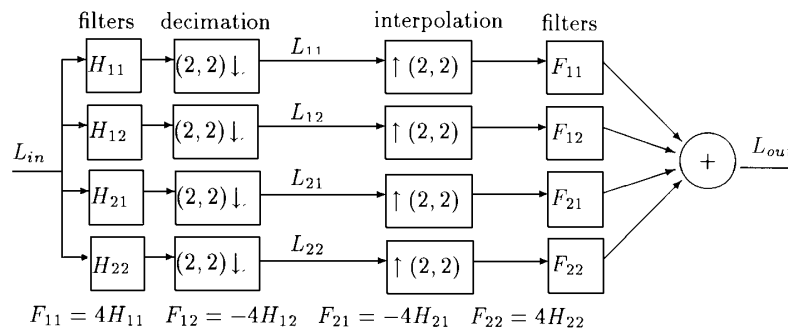 filters decimation interpolation filters
H₁₁ (2, 2) ↓ L₁₁ ↑ (2, 2) F₁₁
H₁₂ (2, 2) ↓ L₁₂ ↑ (2, 2) F₁₂
L_in + L_out
H₂₁ (2, 2) ↓ L₂₁ ↑ (2, 2) F₂₁
H₂₂ (2, 2) ↓ L₂₂ ↑ (2, 2) F₂₂
F₁₁ = 4H₁₁ F₁₂ = −4H₁₂ F₂₁ = −4H₂₁ F₂₂ = 4H₂₂